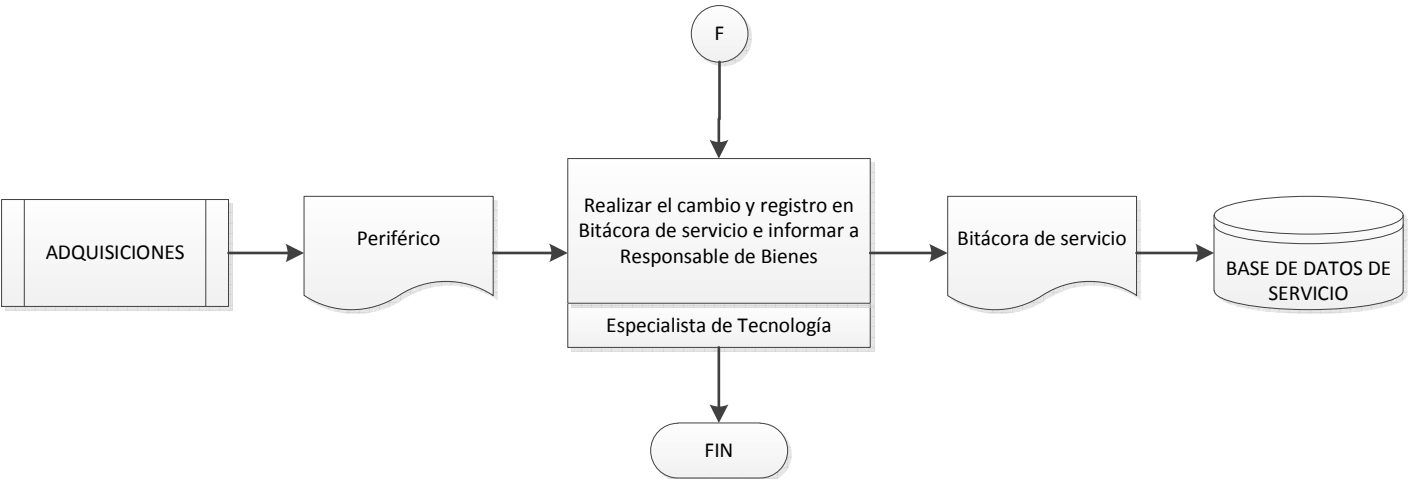 F
ADQUISICIONES
Periférico
Realizar el cambio y registro en
Bitácora de servicio e informar a
Responsable de Bienes
Especialista de Tecnología
Bitácora de servicio
BASE DE DATOS DE
SERVICIO
FIN